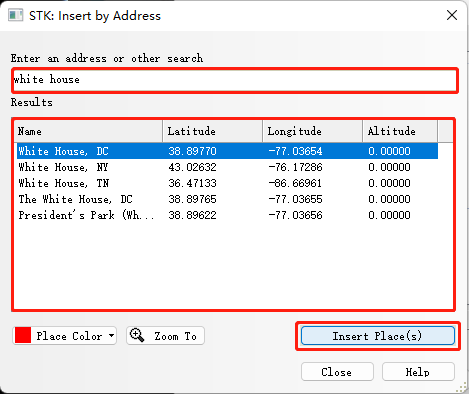 STK: Insert by Address
Enter an address or other search
white house
Results
Name Latitude Longitude Altitude
White House, DC 38.89770 -77.03654 0.00000
White House, NY 43.02632 -76.17286 0.00000
White House, TN 36.47133 -86.66961 0.00000
The White House, DC 38.89765 -77.03655 0.00000
President's Park (Wh... 38.89622 -77.03656 0.00000
Place Color Zoom To Insert Place(s)
Close Help